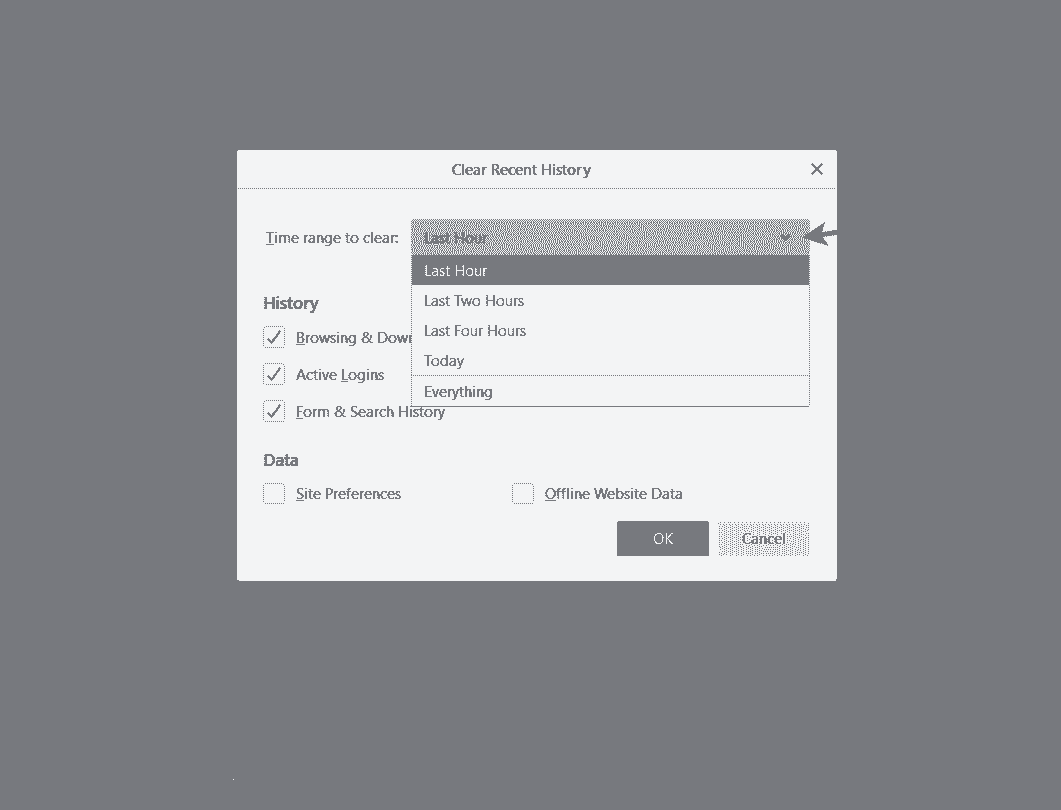 Clear Recent History
Time range to clear: Last Hour
Last Hour
Last Two Hours
Last Four Hours
Today
Everything
History
Browsing & Dow
Active Logins
Form & Search History
Data
Site Preferences
Offline Website Data
OK Cancel